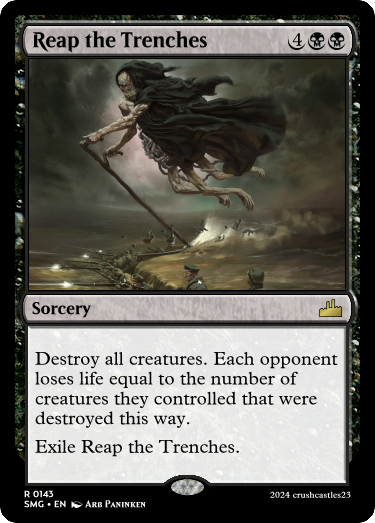 Reap the Trenches 4
Sorcery
Destroy all creatures. Each opponent
loses life equal to the number of
creatures they controlled that were
destroyed this way.
Exile Reap the Trenches.
R 0143
SMG • EN Arb Paninken
2024 crushcastles23